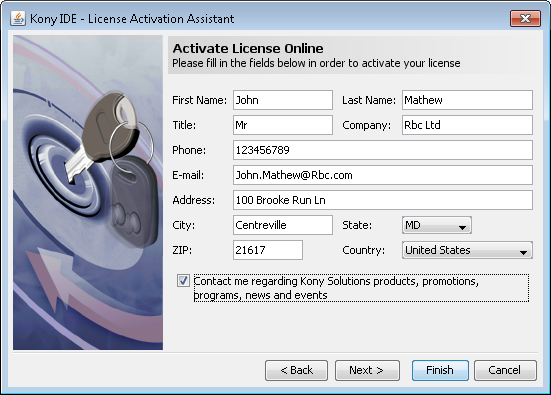 Kony IDE - License Activation Assistant
Activate License Online
Please fill in the fields below in order to activate your license
First Name: John Last Name: Mathew
Title: Mr Company: Rbc Ltd
Phone: 123456789
E-mail: John.Mathew@Rbc.com
Address: 100 Brooke Run Ln
City: Centreville State: MD
ZIP: 21617 Country: United States
Contact me regarding Kony Solutions products, promotions,
programs, news and events
< Back Next > Finish Cancel